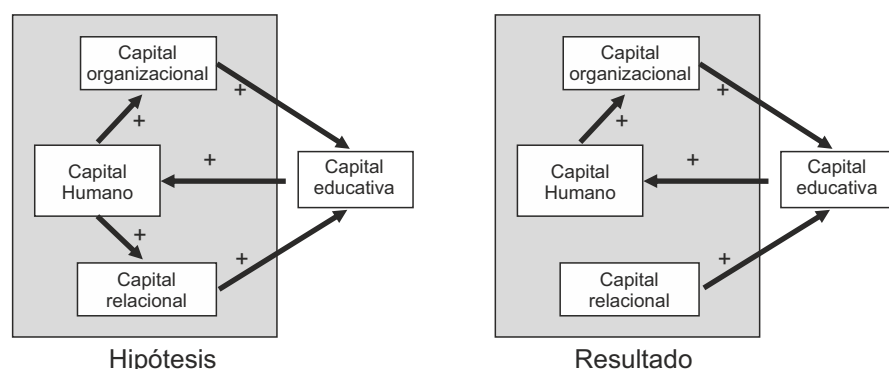 Capital
organizacional
+
+
Capital
Humano
+
Capital
educativa
+
+
Capital
relacional
Hipótesis
Capital
organizacional
+
+
Capital
Humano
+
Capital
educativa
+
Capital
relacional
Resultado